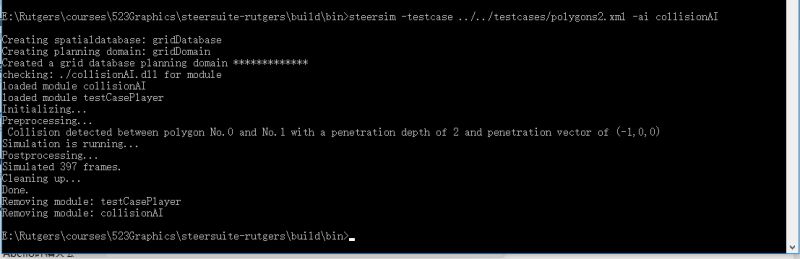 E:\Rutgers\courses\523Graphics\steersuite-rutgers\build\bin>steersim -testcase ../../testcases/polygons2.xml -ai collisionAI
Creating spatialdatabase: gridDatabase
Creating planning domain: gridDomain
Created a grid database planning domain *************
checking: ./collisionAI.dll for module
loaded module collisionAI
loaded module testCasePlayer
Initializing...
Preprocessing...
Collision detected between polygon No.0 and No.1 with a penetration depth of 2 and penetration vector of (-1,0,0)
Simulation is running...
Postprocessing...
Simulated 397 frames.
Cleaning up...
Done.
Removing module: testCasePlayer
Removing module: collisionAI
E:\Rutgers\courses\523Graphics\steersuite-rutgers\build\bin>